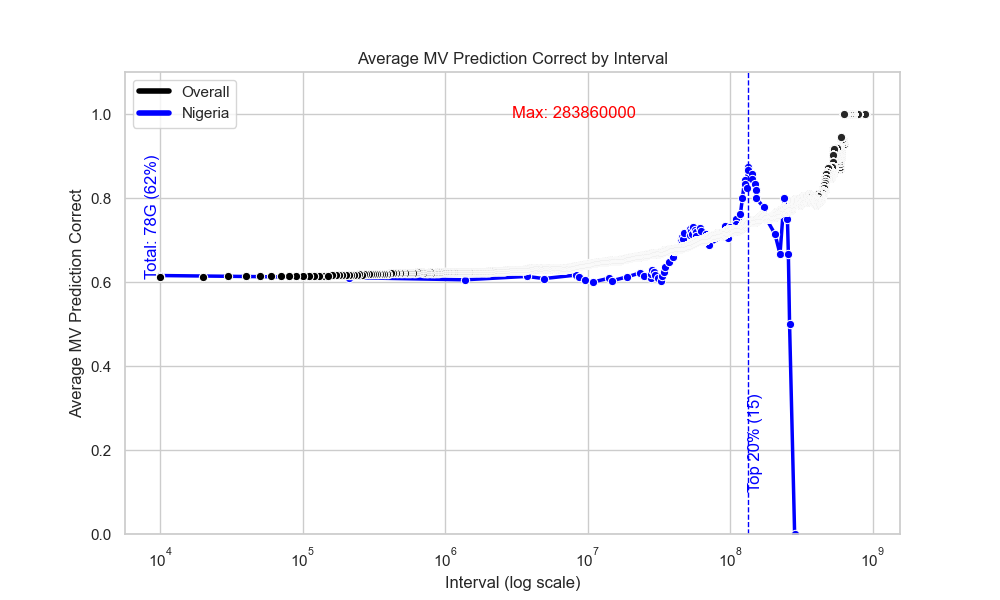 Average MV Prediction Correct by Interval
Overall
Nigeria
Max: 283860000
Total: 78G (62%)
Top 20% (15)
Average MV Prediction Correct
1.0
0.8
0.6
0.4
0.2
0.0
10^4
10^5
10^6
10^7
10^8
10^9
Interval (log scale)